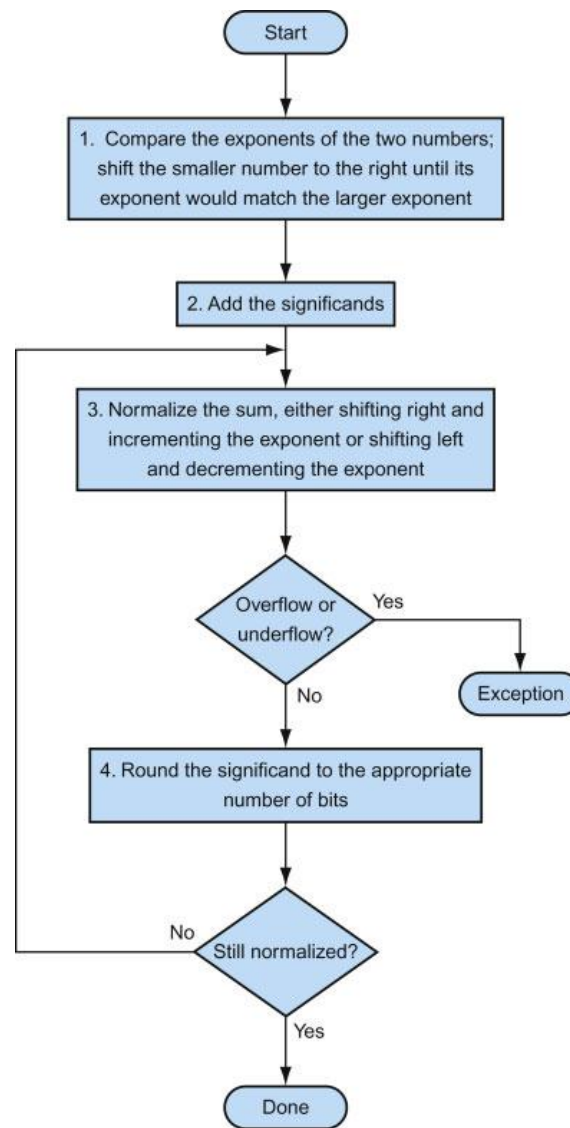 Start
1. Compare the exponents of the two numbers;
shift the smaller number to the right until its
exponent would match the larger exponent
2. Add the significands
3. Normalize the sum, either shifting right and
incrementing the exponent or shifting left
and decrementing the exponent
Overflow or
underflow?
Yes
No
Exception
4. Round the significand to the appropriate
number of bits
No
Still normalized?
Yes
Done